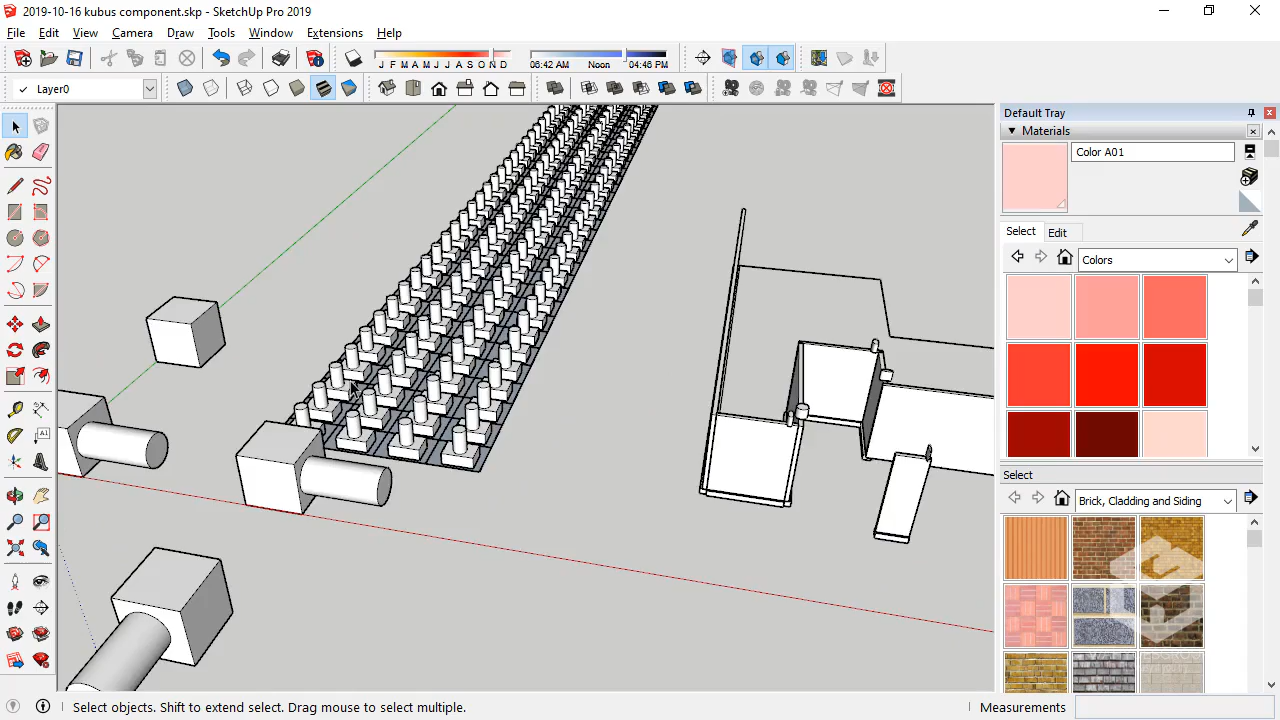 2019-10-16 kubus component.skp - SketchUp Pro 2019
File Edit View Camera Draw Tools Window Extensions Help
J F M A M J J A S O N D
06:42 AM Noon 04:46 PM
Layer0
Default Tray
Materials
Color A01
Select Edit
Colors
Select
Brick, Cladding and Siding
A1
Select objects. Shift to extend select. Drag mouse to select multiple.
Measurements